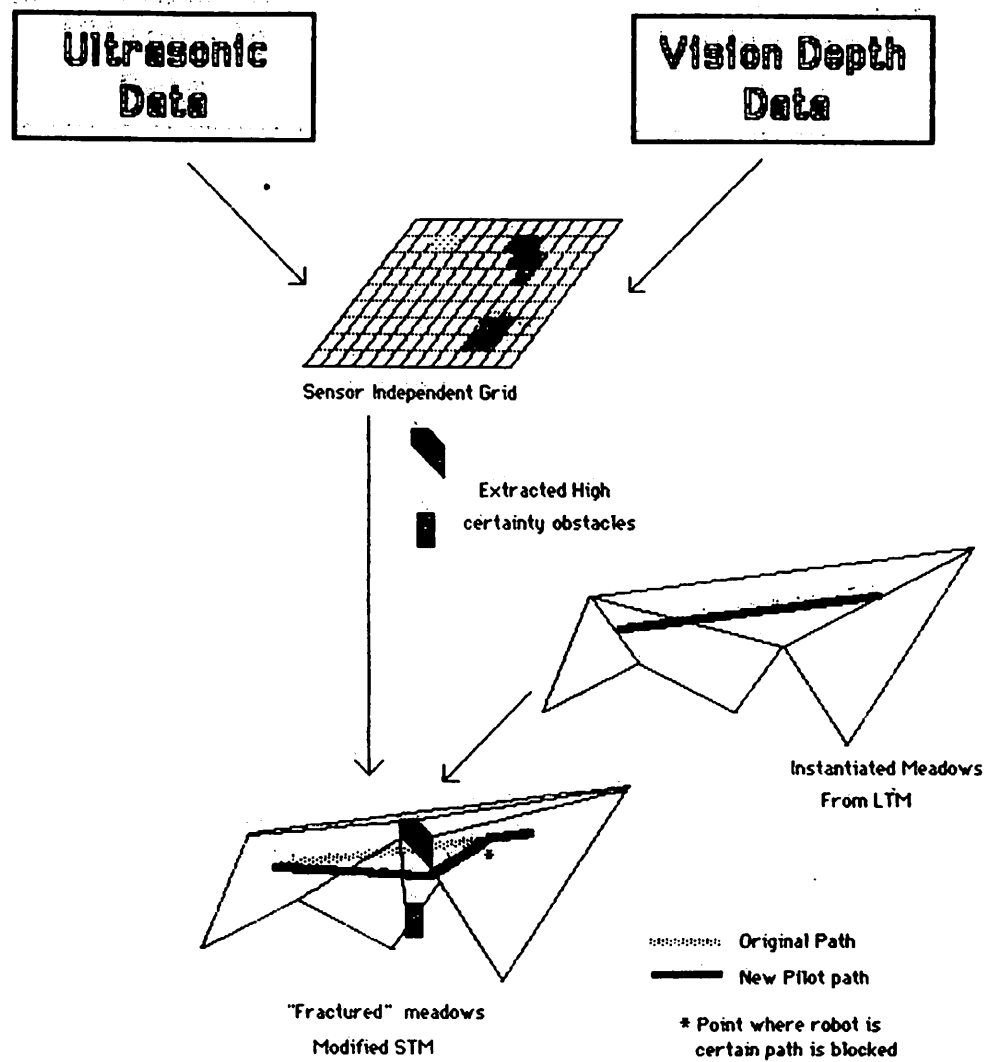 Ultrasonic
Data
Vision Depth
Data
Sensor Independent Grid
Extracted High
certainty obstacles
Instantiated Meadows
From LTM
*
Original Path
New Pilot path
"Fractured" meadows
Modified STM
* Point where robot is
certain path is blocked